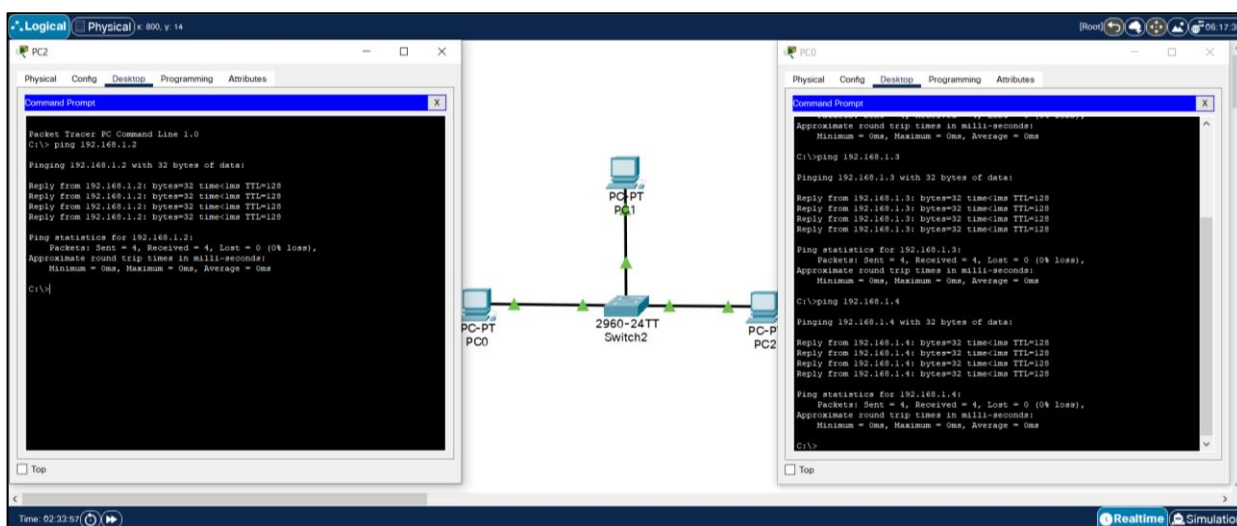 Logical
Physical
x: 800, y: 14
[Root]
06:17:3
PC2
Physical Config Desktop Programming Attributes
Command Prompt
X
Packet Tracer PC Command Line 1.0
C:\> ping 192.168.1.2
Pinging 192.168.1.2 with 32 bytes of data:
Reply from 192.168.1.2: bytes=32 time<1ms TTL=128
Reply from 192.168.1.2: bytes=32 time<1ms TTL=128
Reply from 192.168.1.2: bytes=32 time<1ms TTL=128
Reply from 192.168.1.2: bytes=32 time<1ms TTL=128
Ping statistics for 192.168.1.2:
Packets: Sent = 4, Received = 4, Lost = 0 (0% loss),
Approximate round trip times in milli-seconds:
Minimum = 0ms, Maximum = 0ms, Average = 0ms
C:\>
Top
PC-PT
PC1
PC-PT
PC0
2960-24TT
Switch2
PC-P
PC2
PC0
Physical Config Desktop Programming Attributes
Command Prompt
X
Packets: Sent = 4, Received = 4, Lost = 0 (0% loss),
Approximate round trip times in milli-seconds:
Minimum = 0ms, Maximum = 0ms, Average = 0ms
C:\>ping 192.168.1.3
Pinging 192.168.1.3 with 32 bytes of data:
Reply from 192.168.1.3: bytes=32 time<1ms TTL=128
Reply from 192.168.1.3: bytes=32 time<1ms TTL=128
Reply from 192.168.1.3: bytes=32 time<1ms TTL=128
Reply from 192.168.1.3: bytes=32 time<1ms TTL=128
Ping statistics for 192.168.1.3:
Packets: Sent = 4, Received = 4, Lost = 0 (0% loss),
Approximate round trip times in milli-seconds:
Minimum = 0ms, Maximum = 0ms, Average = 0ms
C:\>ping 192.168.1.4
Pinging 192.168.1.4 with 32 bytes of data:
Reply from 192.168.1.4: bytes=32 time<1ms TTL=128
Reply from 192.168.1.4: bytes=32 time<1ms TTL=128
Reply from 192.168.1.4: bytes=32 time<1ms TTL=128
Reply from 192.168.1.4: bytes=32 time<1ms TTL=128
Ping statistics for 192.168.1.4:
Packets: Sent = 4, Received = 4, Lost = 0 (0% loss),
Approximate round trip times in milli-seconds:
Minimum = 0ms, Maximum = 0ms, Average = 0ms
C:\>
Top
Time: 02:33:57
Realtime
Simulation